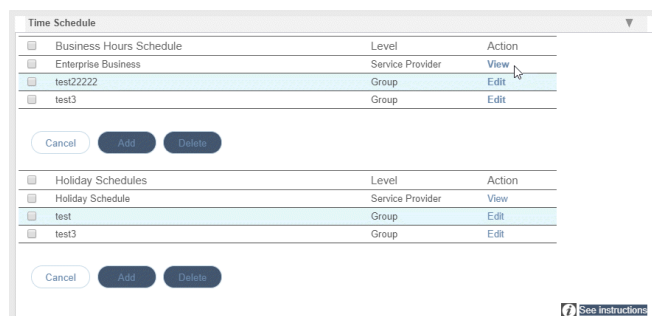 Time Schedule
Business Hours Schedule Level Action
Enterprise Business Service Provider View
test22222 Group Edit
test3 Group Edit
Cancel Add Delete
Holiday Schedules Level Action
Holiday Schedule Service Provider View
test Group Edit
test3 Group Edit
Cancel Add Delete
i See instructions